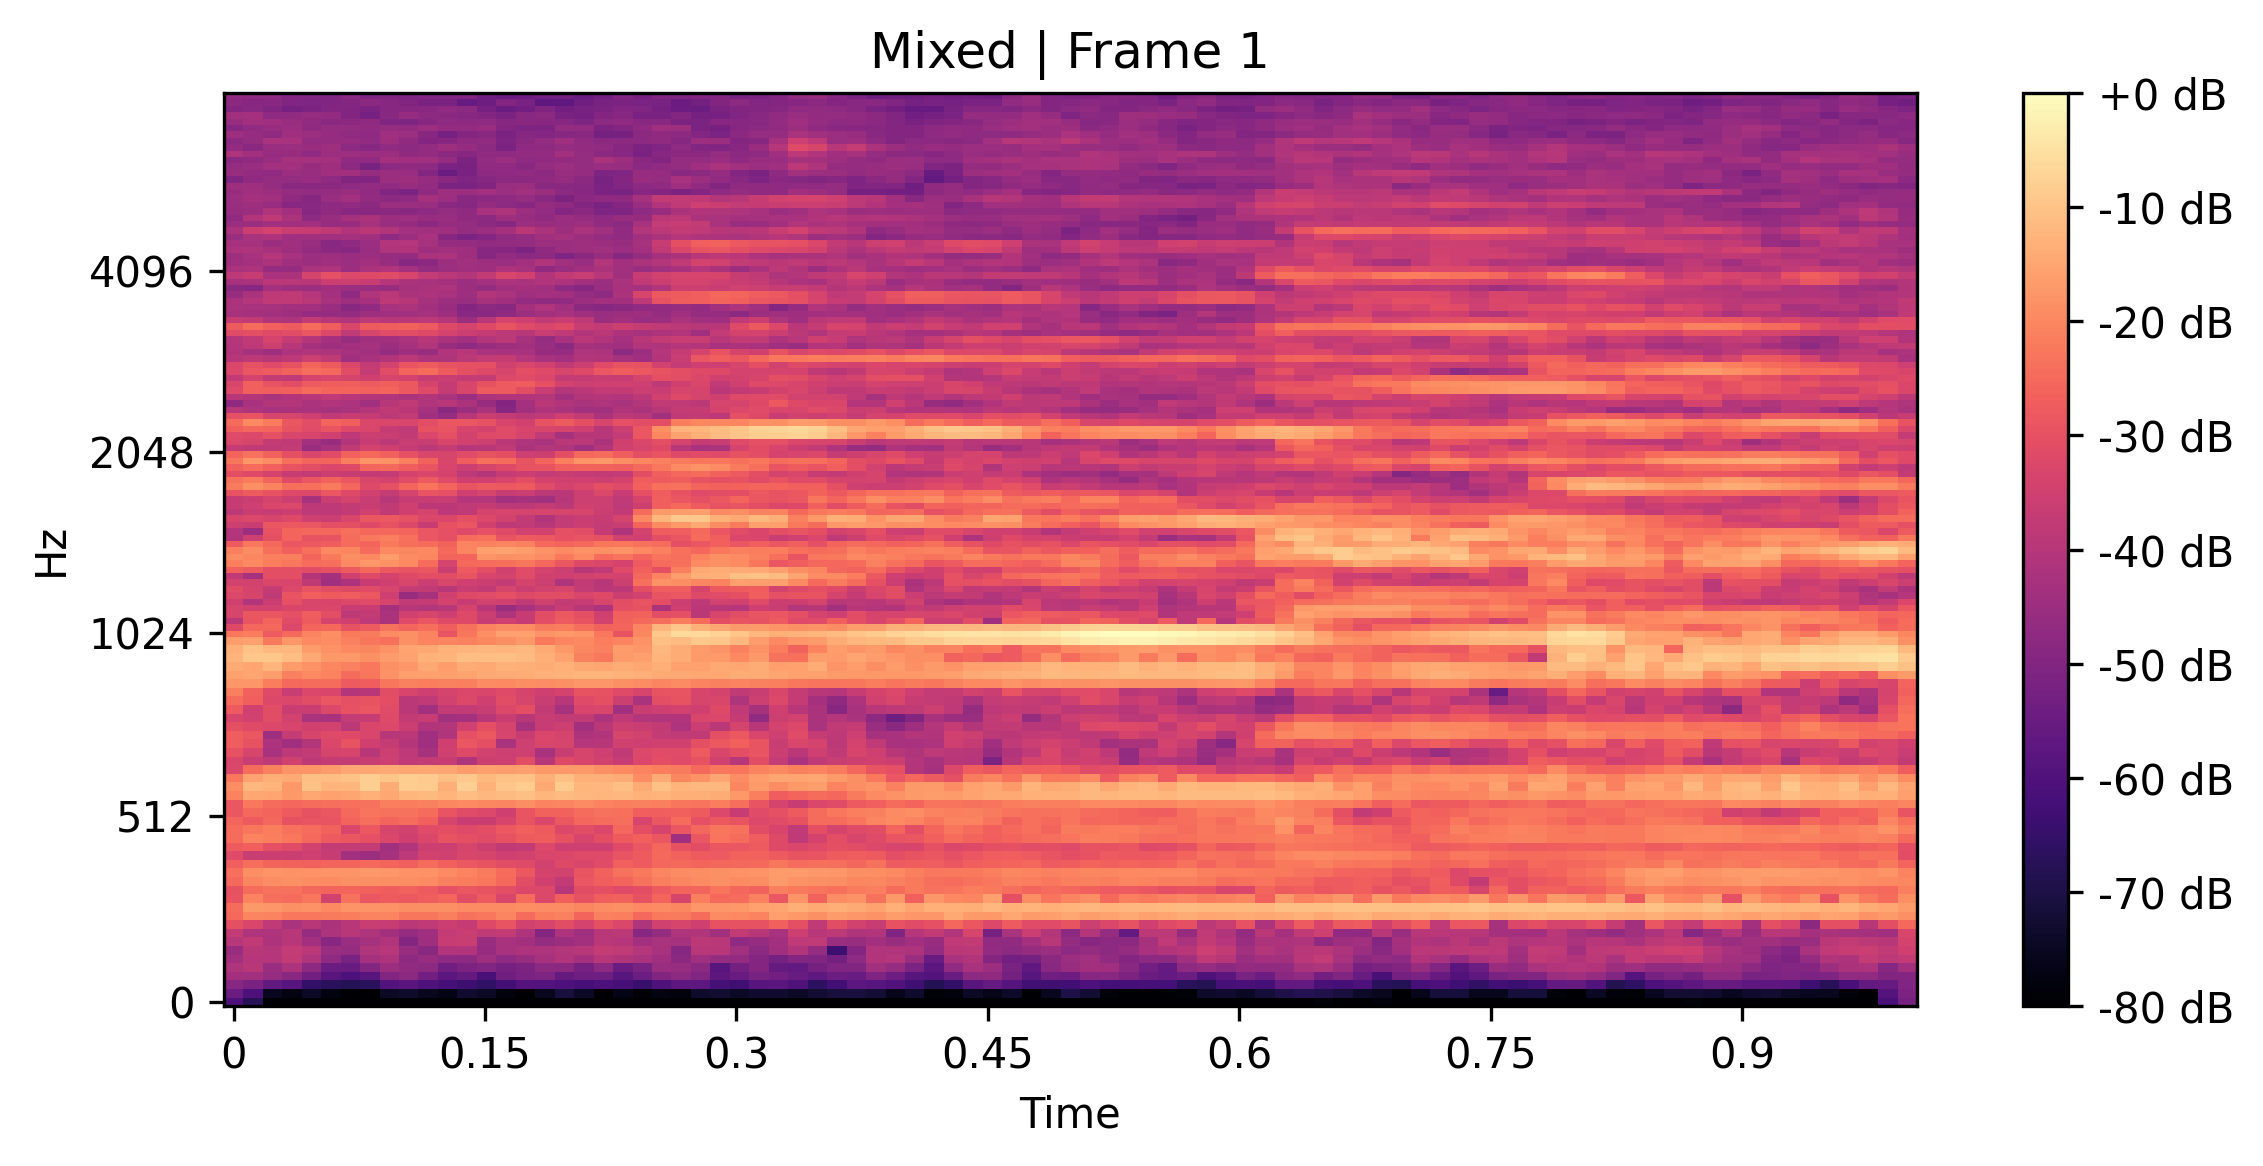 Mixed | Frame 1
+0 dB
-10 dB
-20 dB
-30 dB
-40 dB
-50 dB
-60 dB
-70 dB
-80 dB
Hz
4096
2048
1024
512
0
0 0.15 0.3 0.45 0.6 0.75 0.9
Time